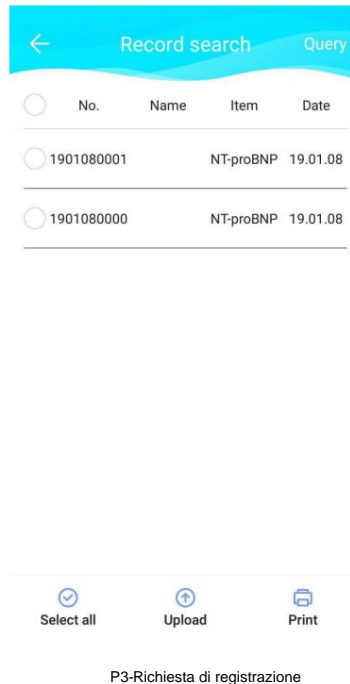 Record search Query
No. Name Item Date
1901080001 NT-proBNP 19.01.08
1901080000 NT-proBNP 19.01.08
Select all Upload Print
P3-Richiesta di registrazione